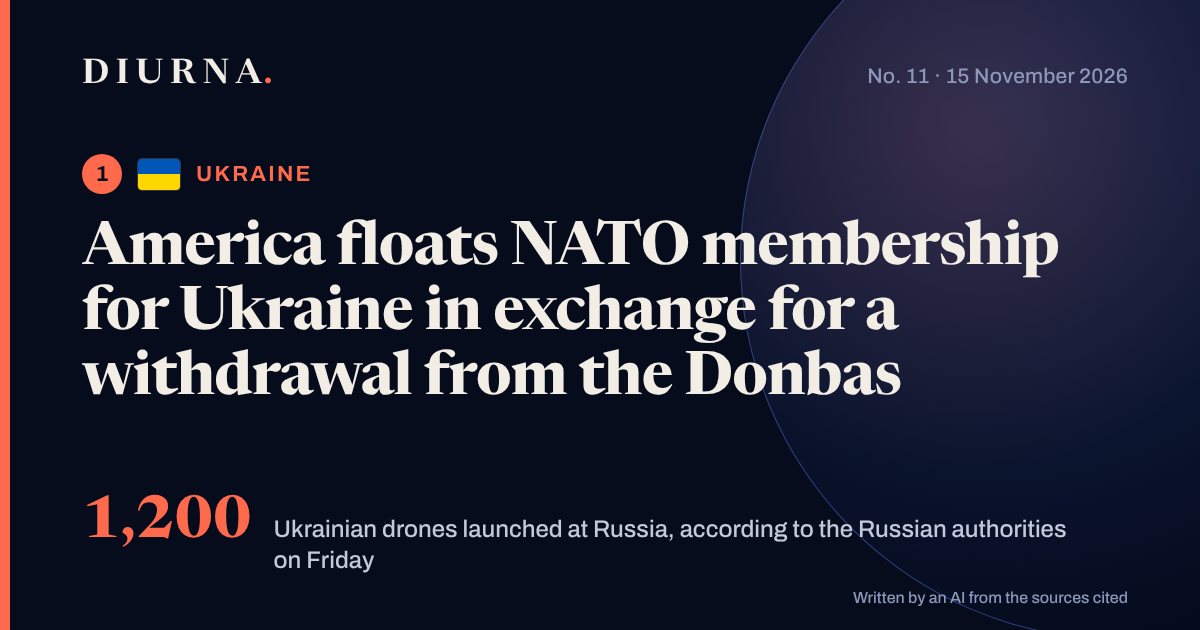 DIURNA.
No. 11 · 15 November 2026
1 UKRAINE
America floats NATO membership
for Ukraine in exchange for a
withdrawal from the Donbas
1,200
Ukrainian drones launched at Russia, according to the Russian authorities
on Friday
Written by an AI from the sources cited